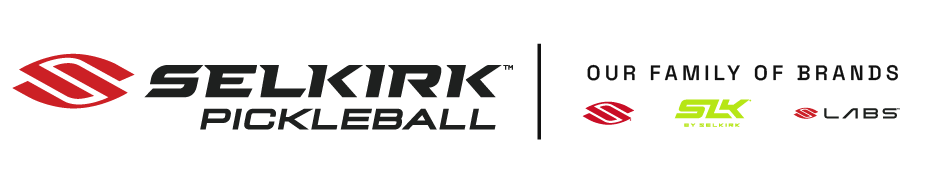 SELKIRK™
PICKLEBALL
OUR FAMILY OF BRANDS
SLK
BY SELKIRK
LABS